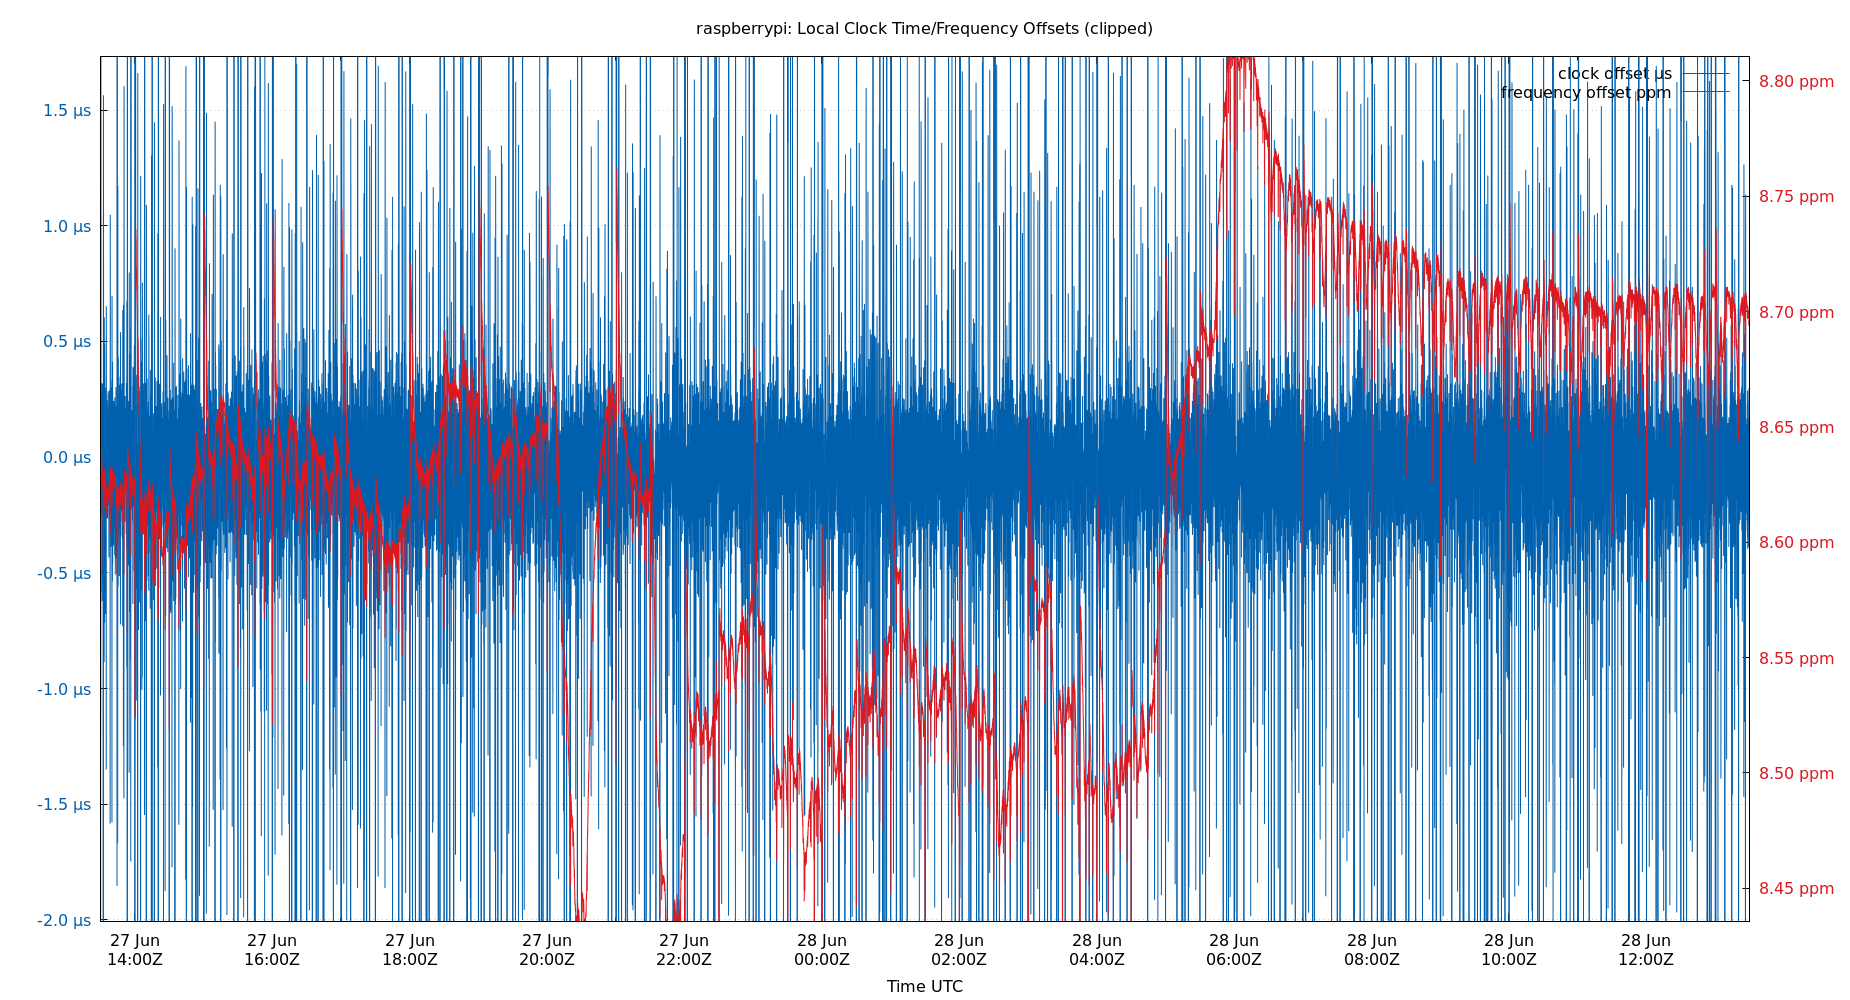 raspberrypi: Local Clock Time/Frequency Offsets (clipped)
clock offset µs
frequency offset ppm
1.5 µs
1.0 µs
0.5 µs
0.0 µs
-0.5 µs
-1.0 µs
-1.5 µs
-2.0 µs
8.80 ppm
8.75 ppm
8.70 ppm
8.65 ppm
8.60 ppm
8.55 ppm
8.50 ppm
8.45 ppm
27 Jun 27 Jun 27 Jun 27 Jun 27 Jun 28 Jun 28 Jun 28 Jun 28 Jun 28 Jun 28 Jun 28 Jun
14:00Z 16:00Z 18:00Z 20:00Z 22:00Z 00:00Z 02:00Z 04:00Z 06:00Z 08:00Z 10:00Z 12:00Z
Time UTC